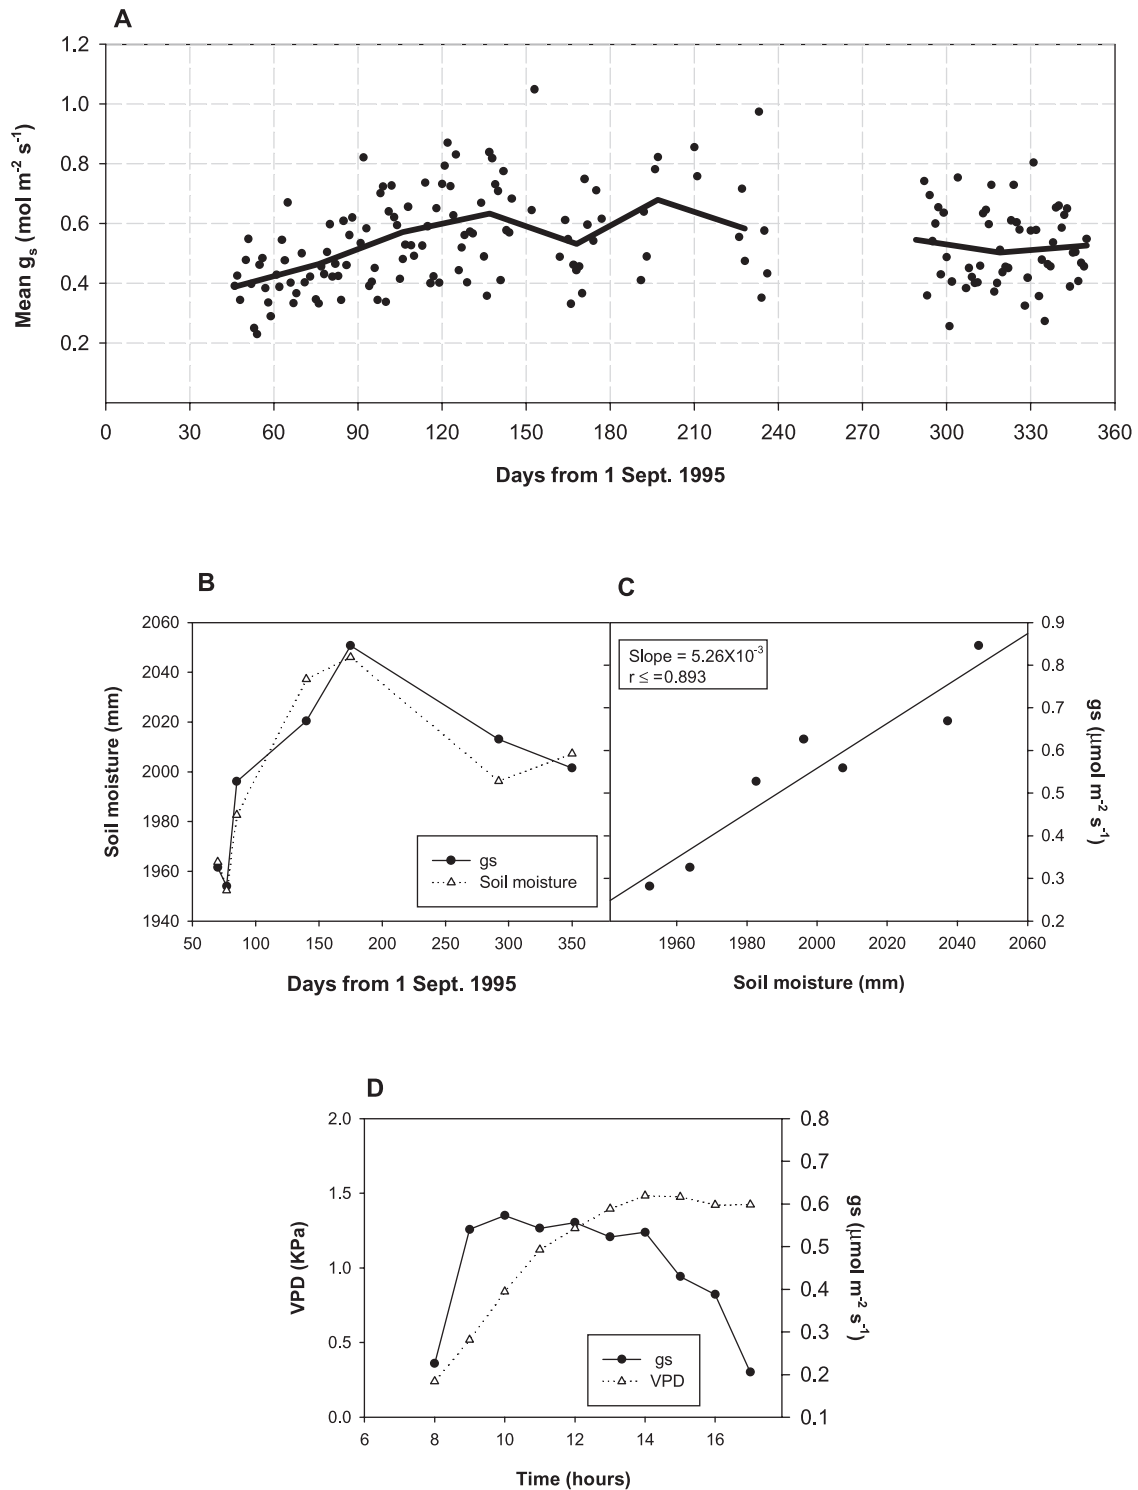 A
1.2
1.0
0.8
0.6
0.4
0.2
Mean gs (mol m-2 s-1)
0 30 60 90 120 150 180 210 240 270 300 330 360
Days from 1 Sept. 1995
B
2060
2040
2020
2000
1980
1960
1940
Soil moisture (mm)
gs
Soil moisture
50 100 150 200 250 300 350
Days from 1 Sept. 1995
C
Slope = 5.26X10-3
r ≤ =0.893
0.9
0.8
0.7
0.6
0.5
0.4
0.3
0.2
gs (μmol m-2 s-1)
1960 1980 2000 2020 2040 2060
Soil moisture (mm)
D
2.0
1.5
1.0
0.5
0.0
VPD (KPa)
gs
VPD
0.8
0.7
0.6
0.5
0.4
0.3
0.2
0.1
gs (μmol m-2 s-1)
6 8 10 12 14 16
Time (hours)